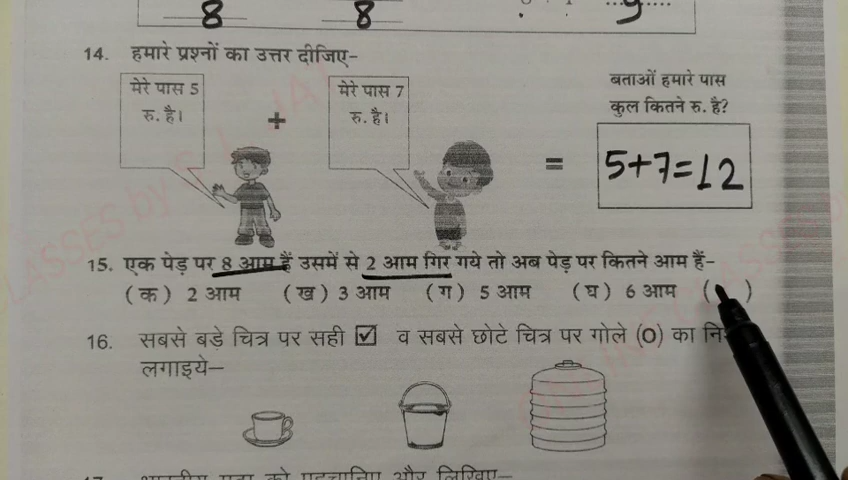 8 8 9
14. हमारे प्रश्नों का उत्तर दीजिए–
मेरे पास 5
रु. है।
+
मेरे पास 7
रु. है।
=
बताओं हमारे पास
कुल कितने रु. है?
5+7=12
15. एक पेड़ पर 8 आम हैं उसमें से 2 आम गिर गये तो अब पेड़ पर कितने आम हैं–
(क) 2 आम (ख) 3 आम (ग) 5 आम (घ) 6 आम ( )
16. सबसे बड़े चित्र पर सही ☑ व सबसे छोटे चित्र पर गोले (O) का
लगाइये–